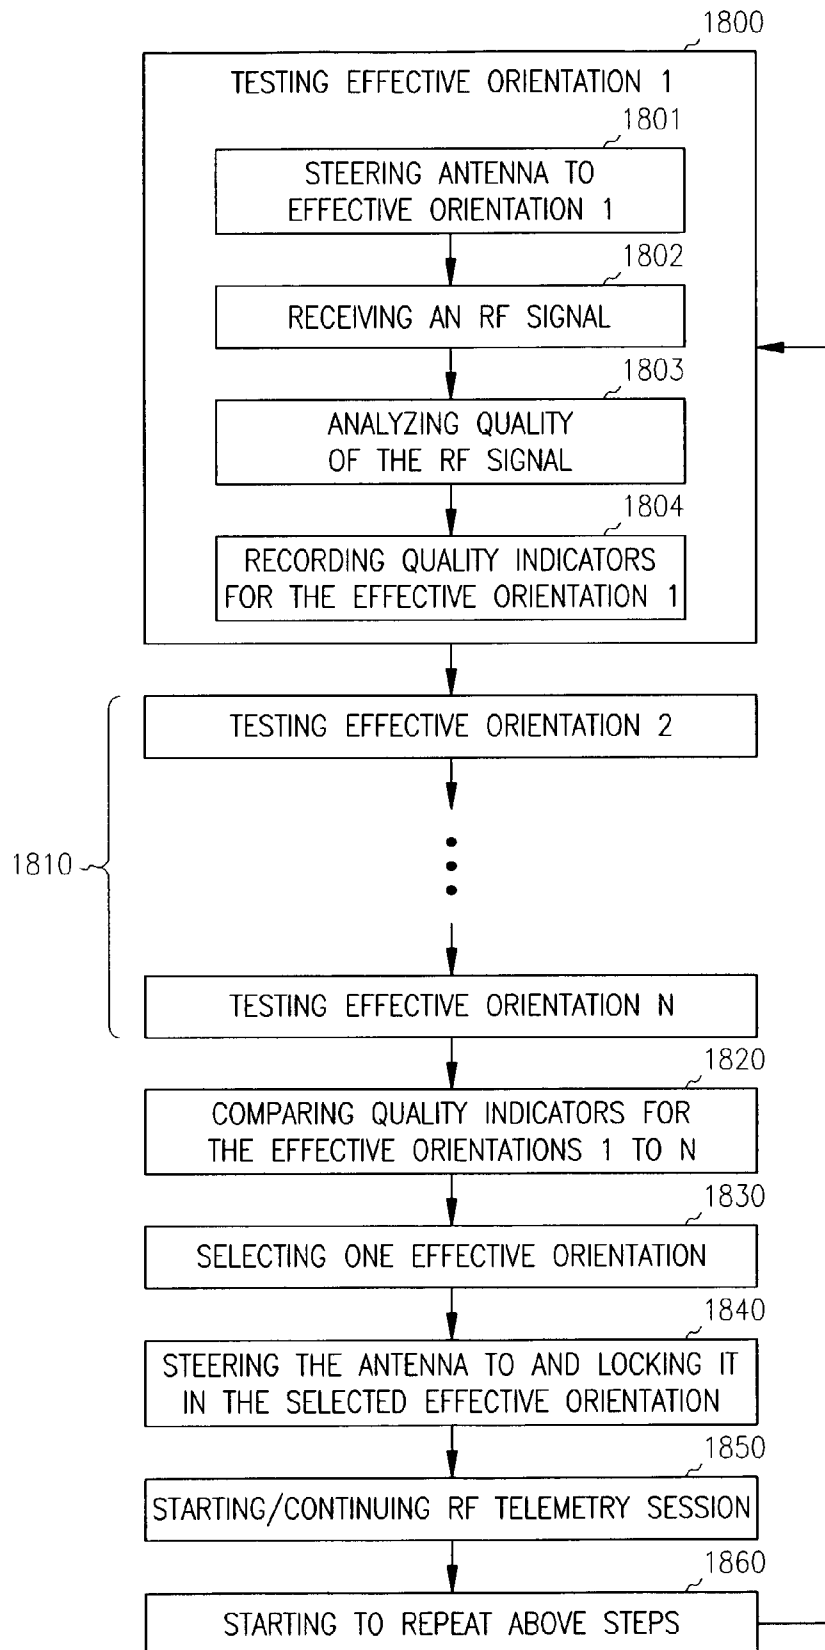 1800
TESTING EFFECTIVE ORIENTATION 1
1801
STEERING ANTENNA TO
EFFECTIVE ORIENTATION 1
1802
RECEIVING AN RF SIGNAL
1803
ANALYZING QUALITY
OF THE RF SIGNAL
1804
RECORDING QUALITY INDICATORS
FOR THE EFFECTIVE ORIENTATION 1
TESTING EFFECTIVE ORIENTATION 2
1810
TESTING EFFECTIVE ORIENTATION N
1820
COMPARING QUALITY INDICATORS FOR
THE EFFECTIVE ORIENTATIONS 1 TO N
1830
SELECTING ONE EFFECTIVE ORIENTATION
1840
STEERING THE ANTENNA TO AND LOCKING IT
IN THE SELECTED EFFECTIVE ORIENTATION
1850
STARTING/CONTINUING RF TELEMETRY SESSION
1860
STARTING TO REPEAT ABOVE STEPS